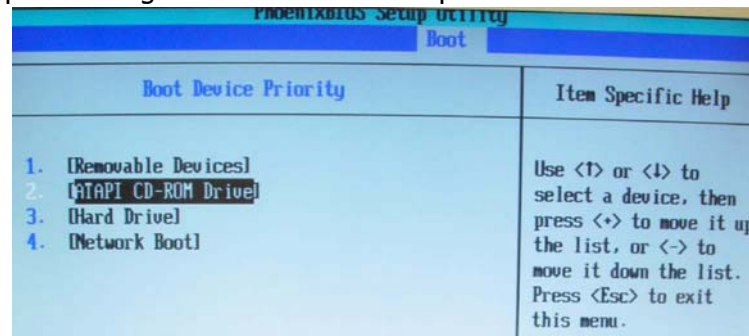 PhoenixBIOS Setup Utility
Boot
Boot Device Priority
Item Specific Help
1. [Removable Devices]
2. [ATAPI CD-ROM Drive]
3. [Hard Drive]
4. [Network Boot]
Use <↑> or <↓> to
select a device, then
press <+> to move it up
the list, or <-> to
move it down the list.
Press <Esc> to exit
this menu.